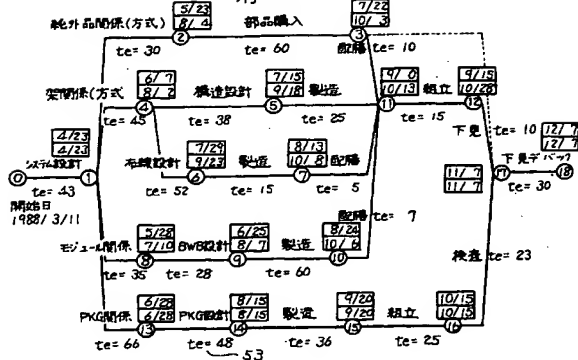 5/23
8/4
7/22
10/3
純外品関係(方式)
部品購入
②
③
配膳
te= 30
te= 60
te= 10
6/7
8/2
7/15
9/18
9/0
10/13
9/15
10/28
架関係(方式
構造設計
製造
組立
④
⑤
⑪
⑫
te= 45
te= 38
te= 25
te= 15
下見
te= 10
4/23
4/23
7/29
9/23
8/13
10/8
12/7
12/7
システム設計
布線設計
製造
配膳
下見デバック
⓪
①
⑥
⑦
⑰
⑱
te= 43
te= 52
te= 15
te= 5
11/7
11/7
te= 30
開始日
1988/3/11
配膳
te= 7
5/28
7/10
6/25
8/7
8/24
10/6
モジュール関係
BWB設計
製造
⑧
⑨
⑩
te= 35
te= 28
te= 60
検査
te= 23
6/28
6/28
8/15
8/15
9/20
9/20
10/15
10/15
PKG関係
PKG設計
製造
組立
⑬
⑭
⑮
⑯
te= 66
te= 48
te= 36
te= 25
53